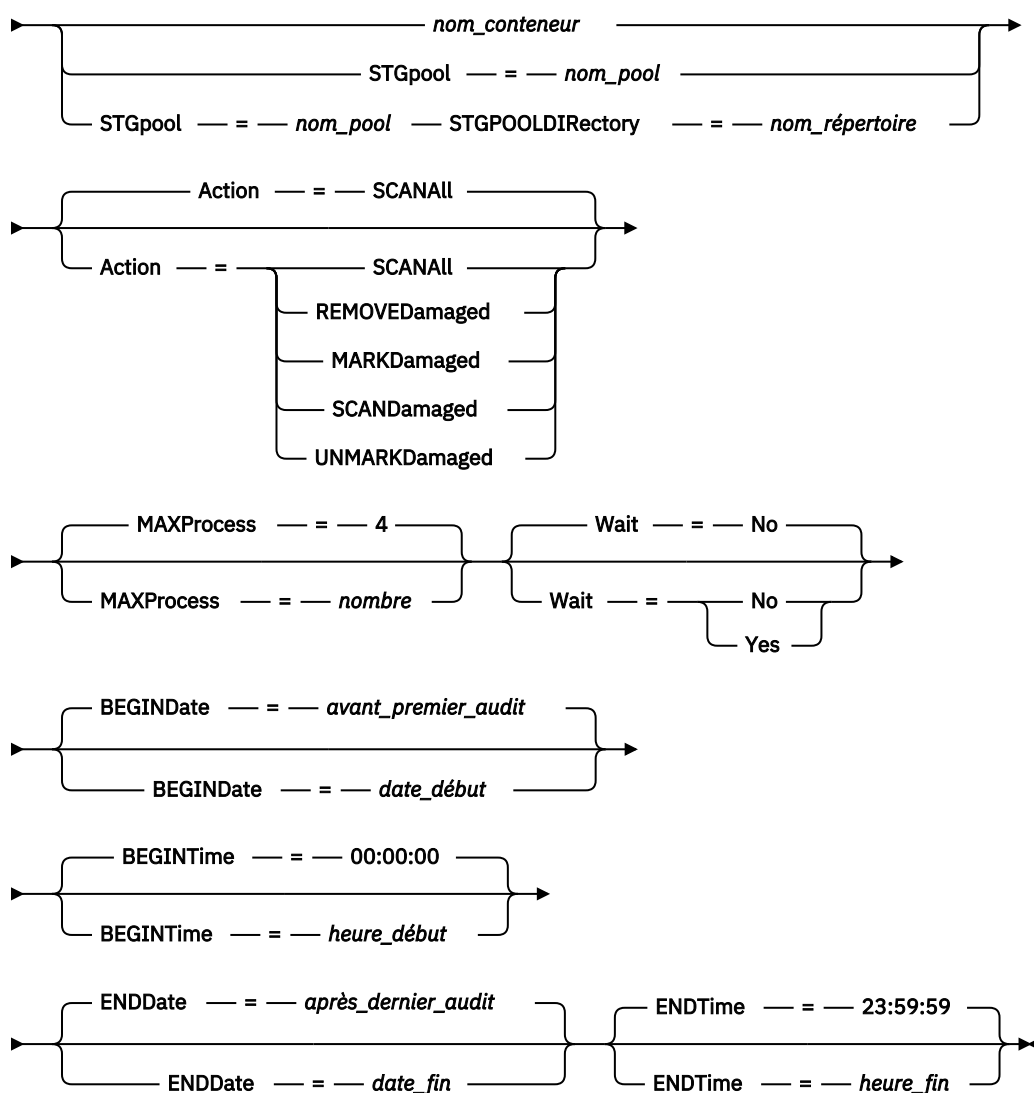 nom_conteneur
STGpool = nom_pool
STGpool = nom_pool STGPOOLDIRectory = nom_répertoire
Action = SCANAll
Action = SCANAll
REMOVEDamaged
MARKDamaged
SCANDamaged
UNMARKDamaged
MAXProcess = 4 Wait = No
MAXProcess = nombre Wait = No
Yes
BEGINDate = avant_premier_audit
BEGINDate = date_début
BEGINTime = 00:00:00
BEGINTime = heure_début
ENDDate = après_dernier_audit ENDTime = 23:59:59
ENDDate = date_fin ENDTime = heure_fin